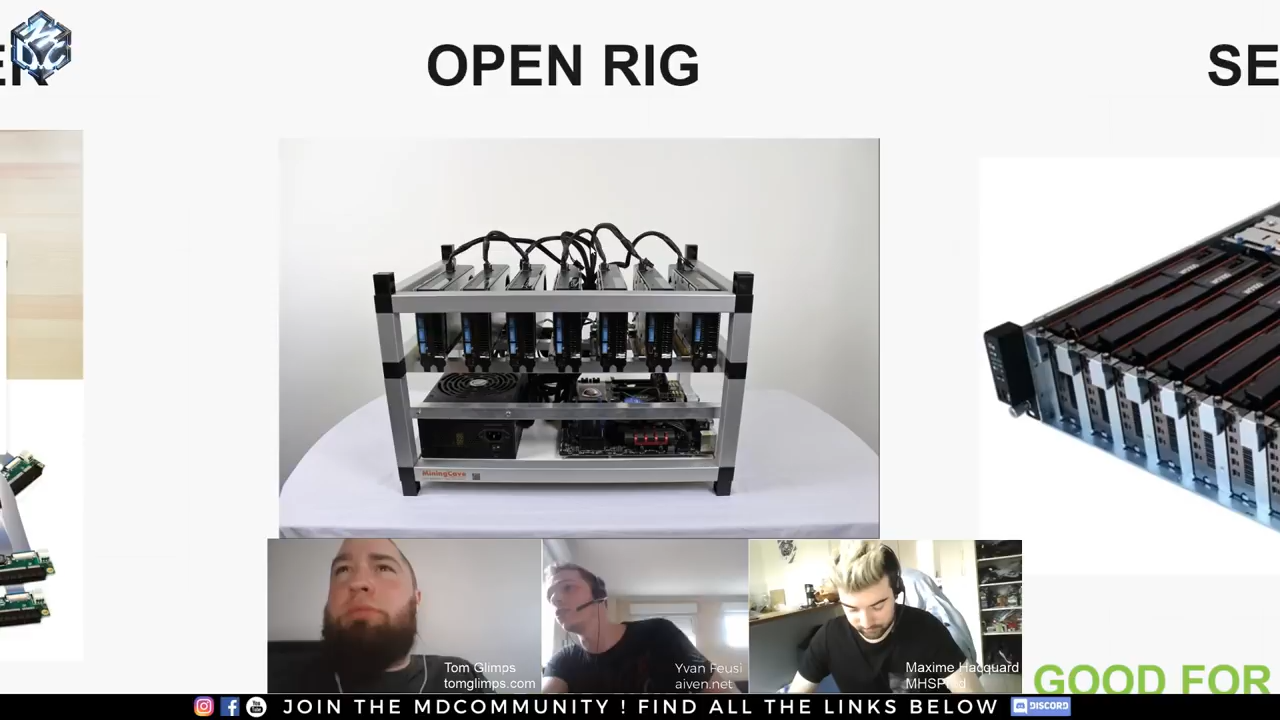 OPEN RIG
SE
MiningCave
Tom Glimps
tomglimps.com
Yvan Feusi
aiven.net
Maxime Hacquard
GOOD FOR
JOIN THE MDCOMMUNITY ! FIND ALL THE LINKS BELOW
DISCORD